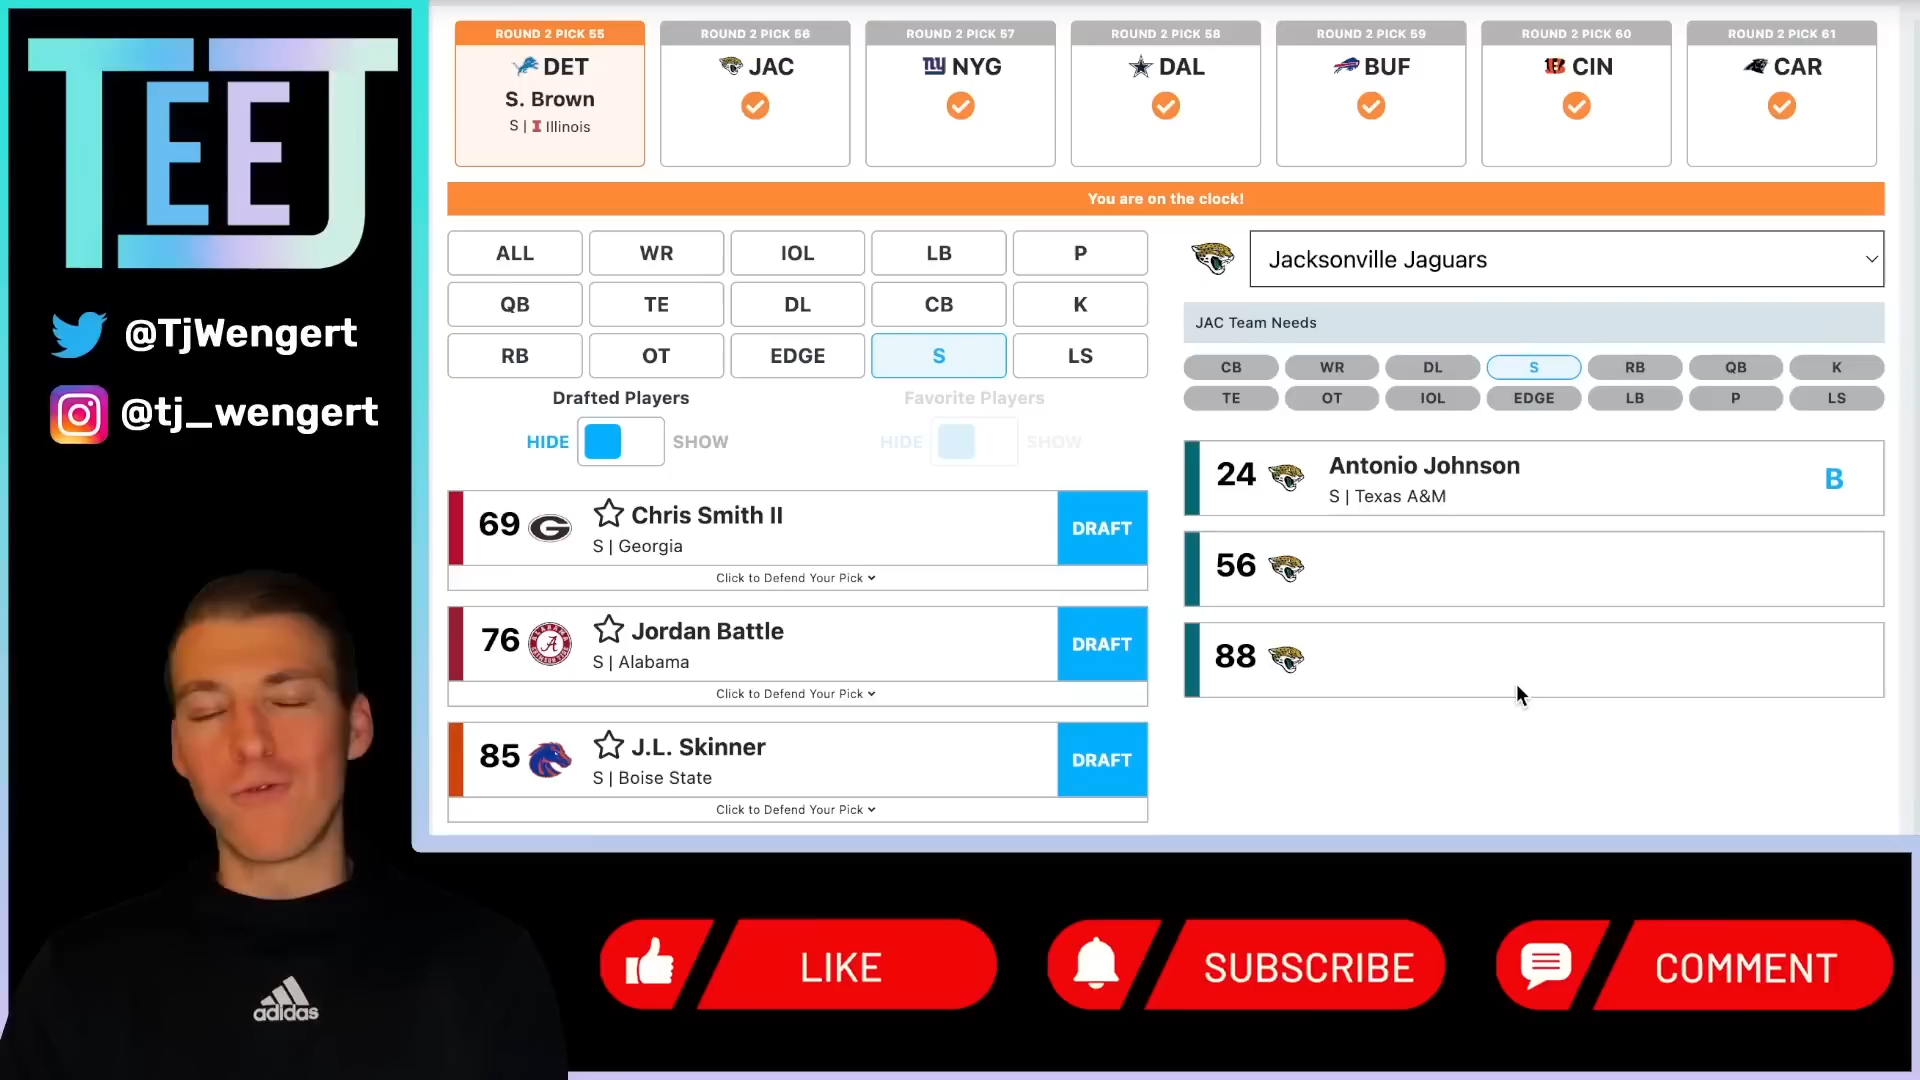 TEEJ
@TjWengert
@tj_wengert
adidas
ROUND 2 PICK 55
DET
S. Brown
S | I Illinois
ROUND 2 PICK 56
JAC
ROUND 2 PICK 57
ny NYG
ROUND 2 PICK 58
DAL
ROUND 2 PICK 59
BUF
ROUND 2 PICK 60
B CIN
ROUND 2 PICK 61
CAR
You are on the clock!
ALL WR IOL LB P
QB TE DL CB K
RB OT EDGE S LS
Drafted Players
HIDE SHOW
Favorite Players
HIDE SHOW
69 G Chris Smith II
S | Georgia
DRAFT
Click to Defend Your Pick
76 A Jordan Battle
S | Alabama
DRAFT
Click to Defend Your Pick
85 J.L. Skinner
S | Boise State
DRAFT
Click to Defend Your Pick
Jacksonville Jaguars
JAC Team Needs
CB WR DL S RB QB K
TE OT IOL EDGE LB P LS
24 Antonio Johnson
S | Texas A&M
B
56
88
LIKE
SUBSCRIBE
COMMENT